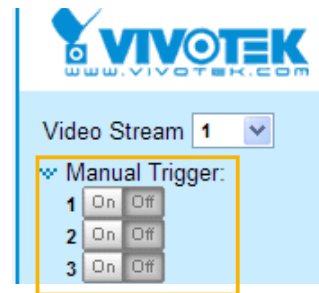 VIVOTEK
www.vivotek.com
Video Stream 1
Manual Trigger:
1 On Off
2 On Off
3 On Off